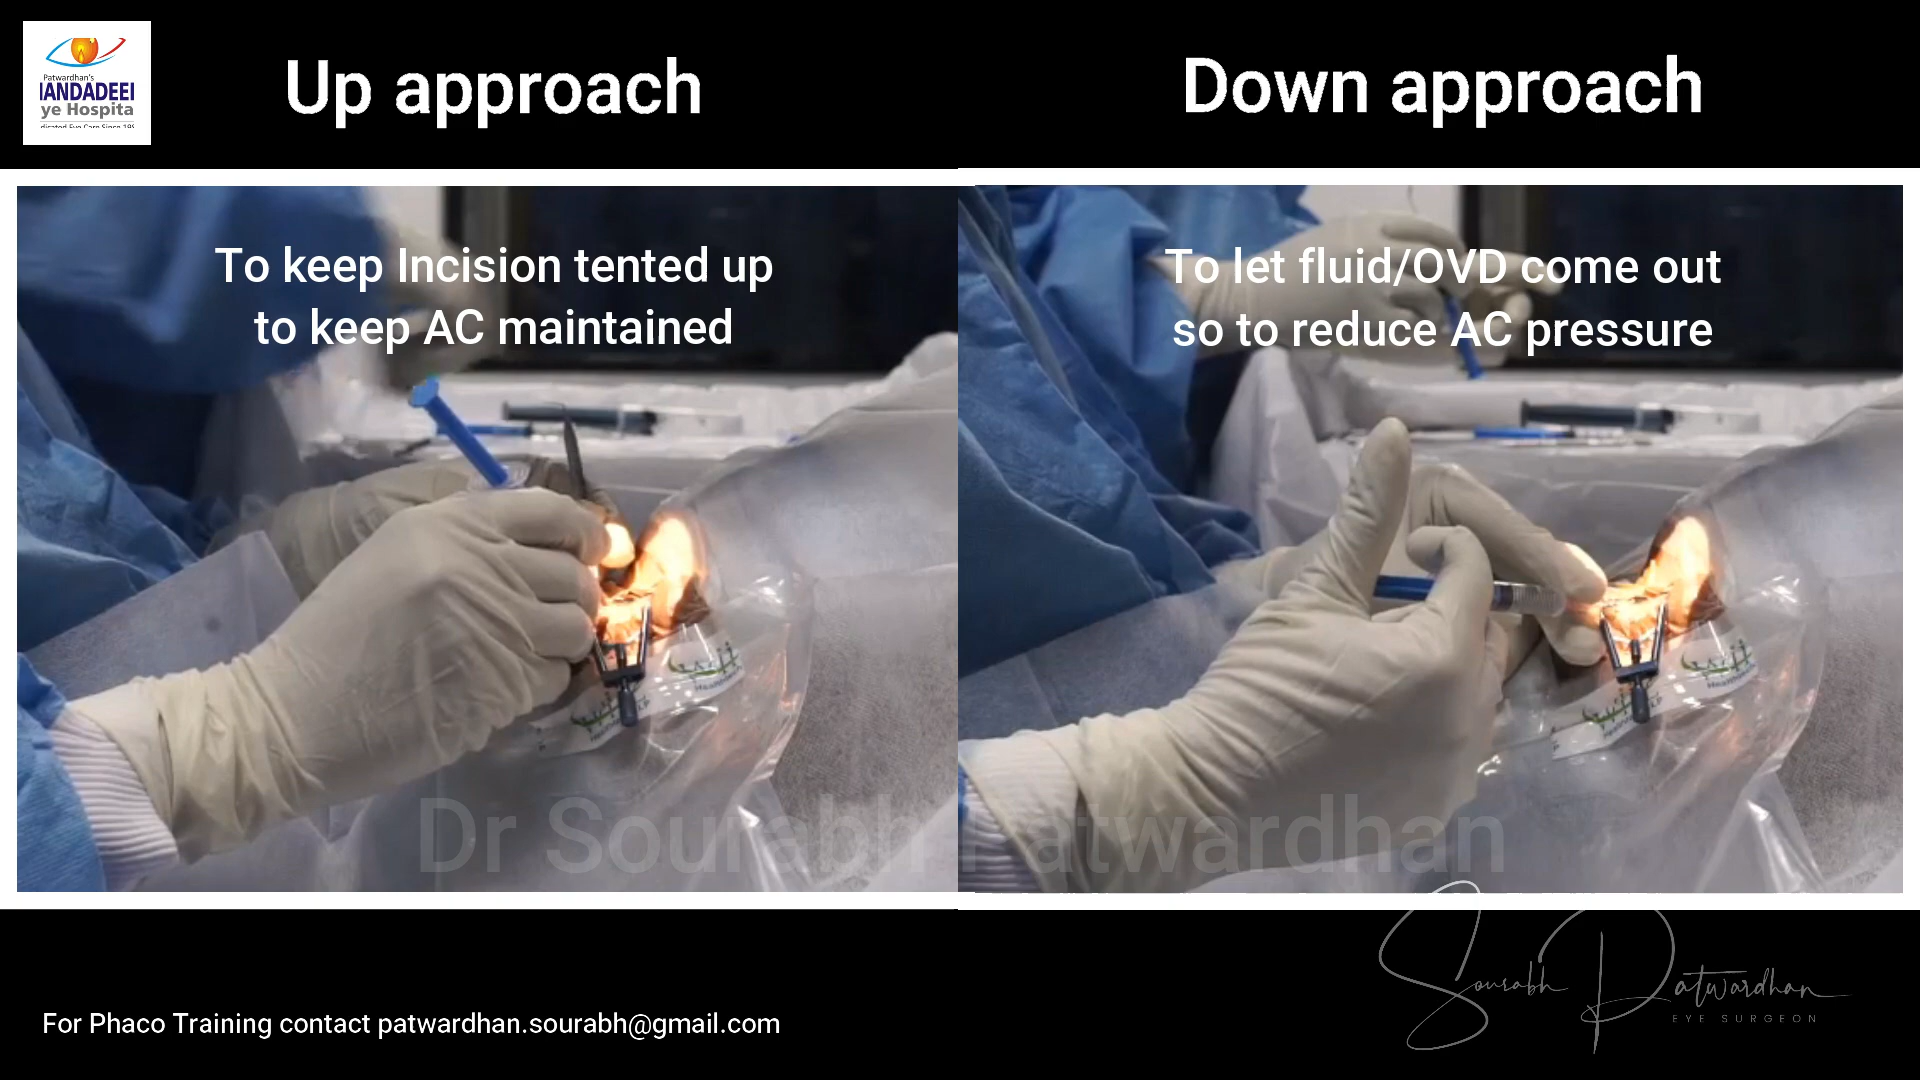 Patwardhan's
IANDADEEI
ye Hospita
Up approach
Down approach
To keep Incision tented up
to keep AC maintained
To let fluid/OVD come out
so to reduce AC pressure
Dr Sourabh Patwardhan
For Phaco Training contact patwardhan.sourabh@gmail.com
Sourabh Patwardhan
EYE SURGEON